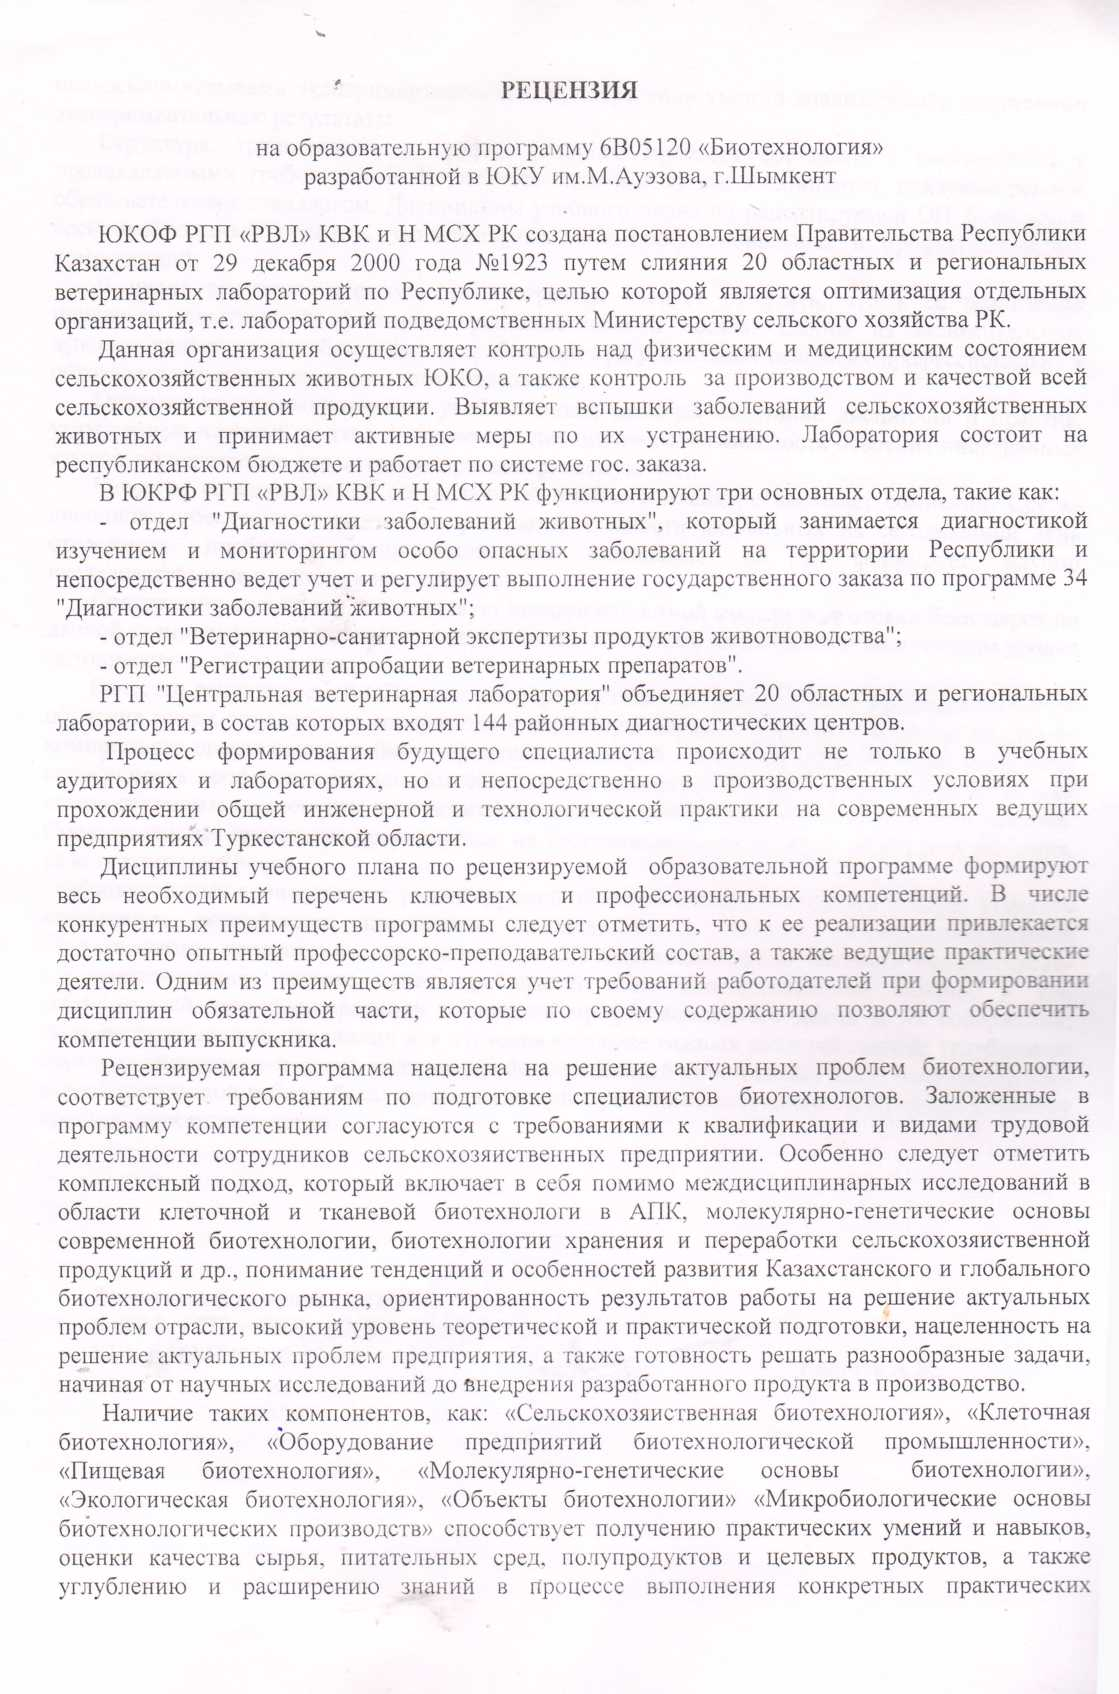 РЕЦЕНЗИЯ
на образовательную программу 6В05120 «Биотехнология»
разработанной в ЮКУ им.М.Ауэзова, г.Шымкент
ЮКОФ РГП «РВЛ» КВК и Н МСХ РК создана постановлением Правительства Республики
Казахстан от 29 декабря 2000 года №1923 путем слияния 20 областных и региональных
ветеринарных лабораторий по Республике, целью которой является оптимизация отдельных
организаций, т.е. лабораторий подведомственных Министерству сельского хозяйства РК.
Данная организация осуществляет контроль над физическим и медицинским состоянием
сельскохозяйственных животных ЮКО, а также контроль за производством и качествой всей
сельскохозяйственной продукции. Выявляет вспышки заболеваний сельскохозяйственных
животных и принимает активные меры по их устранению. Лаборатория состоит на
республиканском бюджете и работает по системе гос. заказа.
В ЮКРФ РГП «РВЛ» КВК и Н МСХ РК функционируют три основных отдела, такие как:
- отдел "Диагностики заболеваний животных", который занимается диагностикой
изучением и мониторингом особо опасных заболеваний на территории Республики и
непосредственно ведет учет и регулирует выполнение государственного заказа по программе 34
"Диагностики заболеваний животных";
- отдел "Ветеринарно-санитарной экспертизы продуктов животноводства";
- отдел "Регистрации апробации ветеринарных препаратов".
РГП "Центральная ветеринарная лаборатория" объединяет 20 областных и региональных
лаборатории, в состав которых входят 144 районных диагностических центров.
Процесс формирования будущего специалиста происходит не только в учебных
аудиториях и лабораториях, но и непосредственно в производственных условиях при
прохождении общей инженерной и технологической практики на современных ведущих
предприятиях Туркестанской области.
Дисциплины учебного плана по рецензируемой образовательной программе формируют
весь необходимый перечень ключевых и профессиональных компетенций. В числе
конкурентных преимуществ программы следует отметить, что к ее реализации привлекается
достаточно опытный профессорско-преподавательский состав, а также ведущие практические
деятели. Одним из преимуществ является учет требований работодателей при формировании
дисциплин обязательной части, которые по своему содержанию позволяют обеспечить
компетенции выпускника.
Рецензируемая программа нацелена на решение актуальных проблем биотехнологии,
соответствует требованиям по подготовке специалистов биотехнологов. Заложенные в
программу компетенции согласуются с требованиями к квалификации и видами трудовой
деятельности сотрудников сельскохозяиственных предприятии. Особенно следует отметить
комплексный подход, который включает в себя помимо междисциплинарных исследований в
области клеточной и тканевой биотехнологи в АПК, молекулярно-генетические основы
современной биотехнологии, биотехнологии хранения и переработки сельскохозяиственной
продукций и др., понимание тенденций и особенностей развития Казахстанского и глобального
биотехнологического рынка, ориентированность результатов работы на решение актуальных
проблем отрасли, высокий уровень теоретической и практической подготовки, нацеленность на
решение актуальных проблем предприятия, а также готовность решать разнообразные задачи,
начиная от научных исследований до внедрения разработанного продукта в производство.
Наличие таких компонентов, как: «Сельскохозяиственная биотехнология», «Клеточная
биотехнология», «Оборудование предприятий биотехнологической промышленности»,
«Пищевая биотехнология», «Молекулярно-генетические основы биотехнологии»,
«Экологическая биотехнология», «Объекты биотехнологии» «Микробиологические основы
биотехнологических производств» способствует получению практических умений и навыков,
оценки качества сырья, питательных сред, полупродуктов и целевых продуктов, а также
углублению и расширению знаний в процессе выполнения конкретных практических